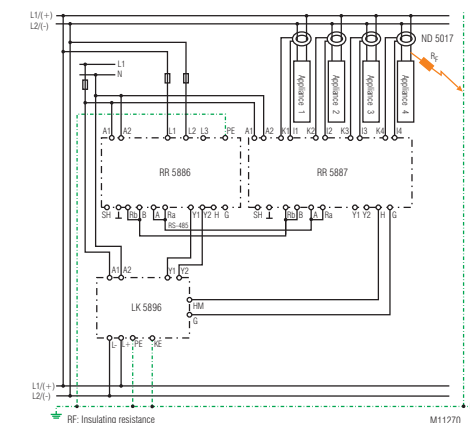 L1/(+)
L2/(-)
ND 5017
L1
N
RF
Appliance 1
Appliance 2
Appliance 3
Appliance 4
A1 A2 L1 L2 L3 PE A1 A2 K1 I1 K2 I2 K3 I3 K4 I4
RR 5886
RR 5887
SH Rb B A Ra Y1 Y2 H G SH Rb B A Ra Y1 Y2 H G
RS-485
A1 A2 Y1 Y2
LK 5896
HM
G
L- L+ PE KE
L1/(+)
L2/(-)
RF: Insulating resistance
M11270